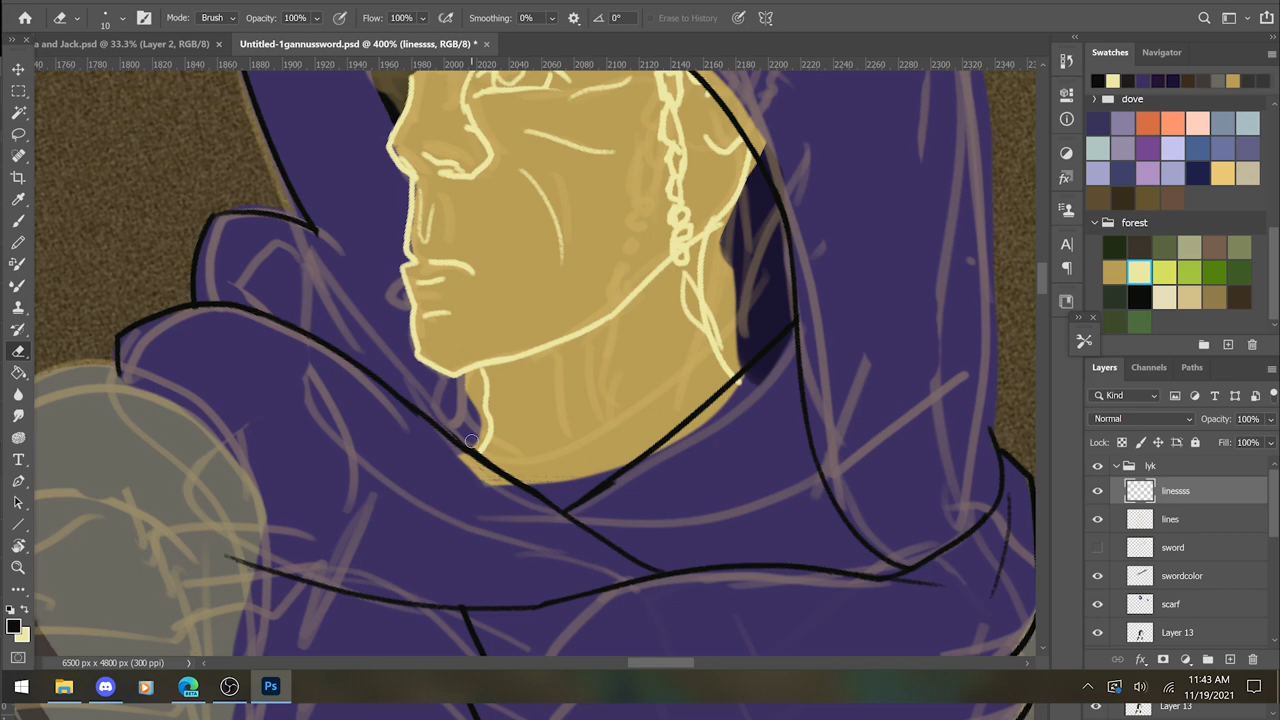 10 Mode: Brush Opacity: 100% Flow: 100% Smoothing: 0% 0° Erase to History
a and Jack.psd @ 33.3% (Layer 2, RGB/8) × Untitled-1gannussword.psd @ 400% (linessss, RGB/8) * ×
1760 1780 1800 1820 1840 1860 1880 1900 1920 1940 1960 1980 2000 2020 2040 2060 2080 2100 2120 2140 2160 2180 2200 2220 2240 2260 2280 2300 2320 2340
Swatches Navigator
dove
forest
Layers Channels Paths
Kind
Normal Opacity: 100%
Lock: Fill: 100%
lyk
linessss
lines
sword
swordcolor
scarf
Layer 13
6500 px x 4800 px (300 ppi)
Ps
11:43 AM
11/19/2021
Layer 13